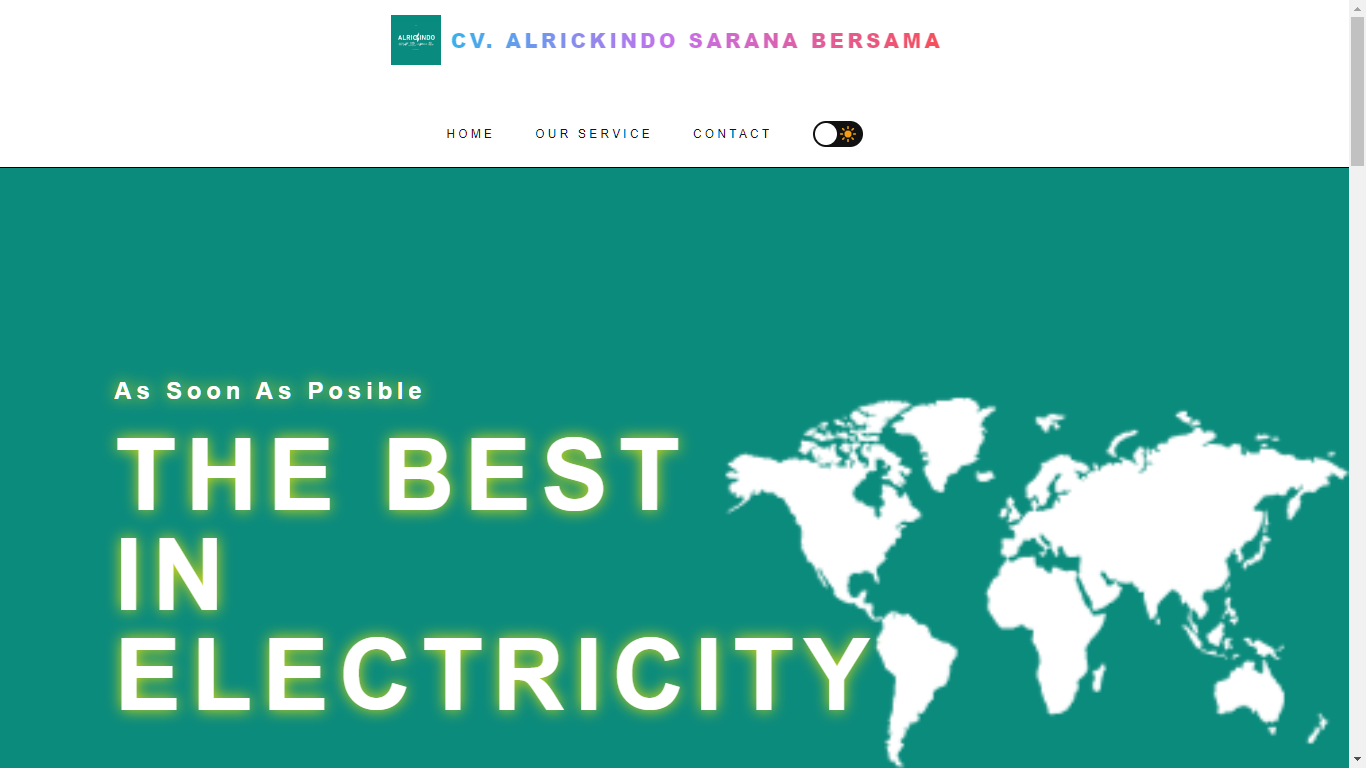 ALRICKINDO
CV. ALRICKINDO SARANA BERSAMA
HOME OUR SERVICE CONTACT
As Soon As Posible
THE BEST
IN
ELECTRICITY